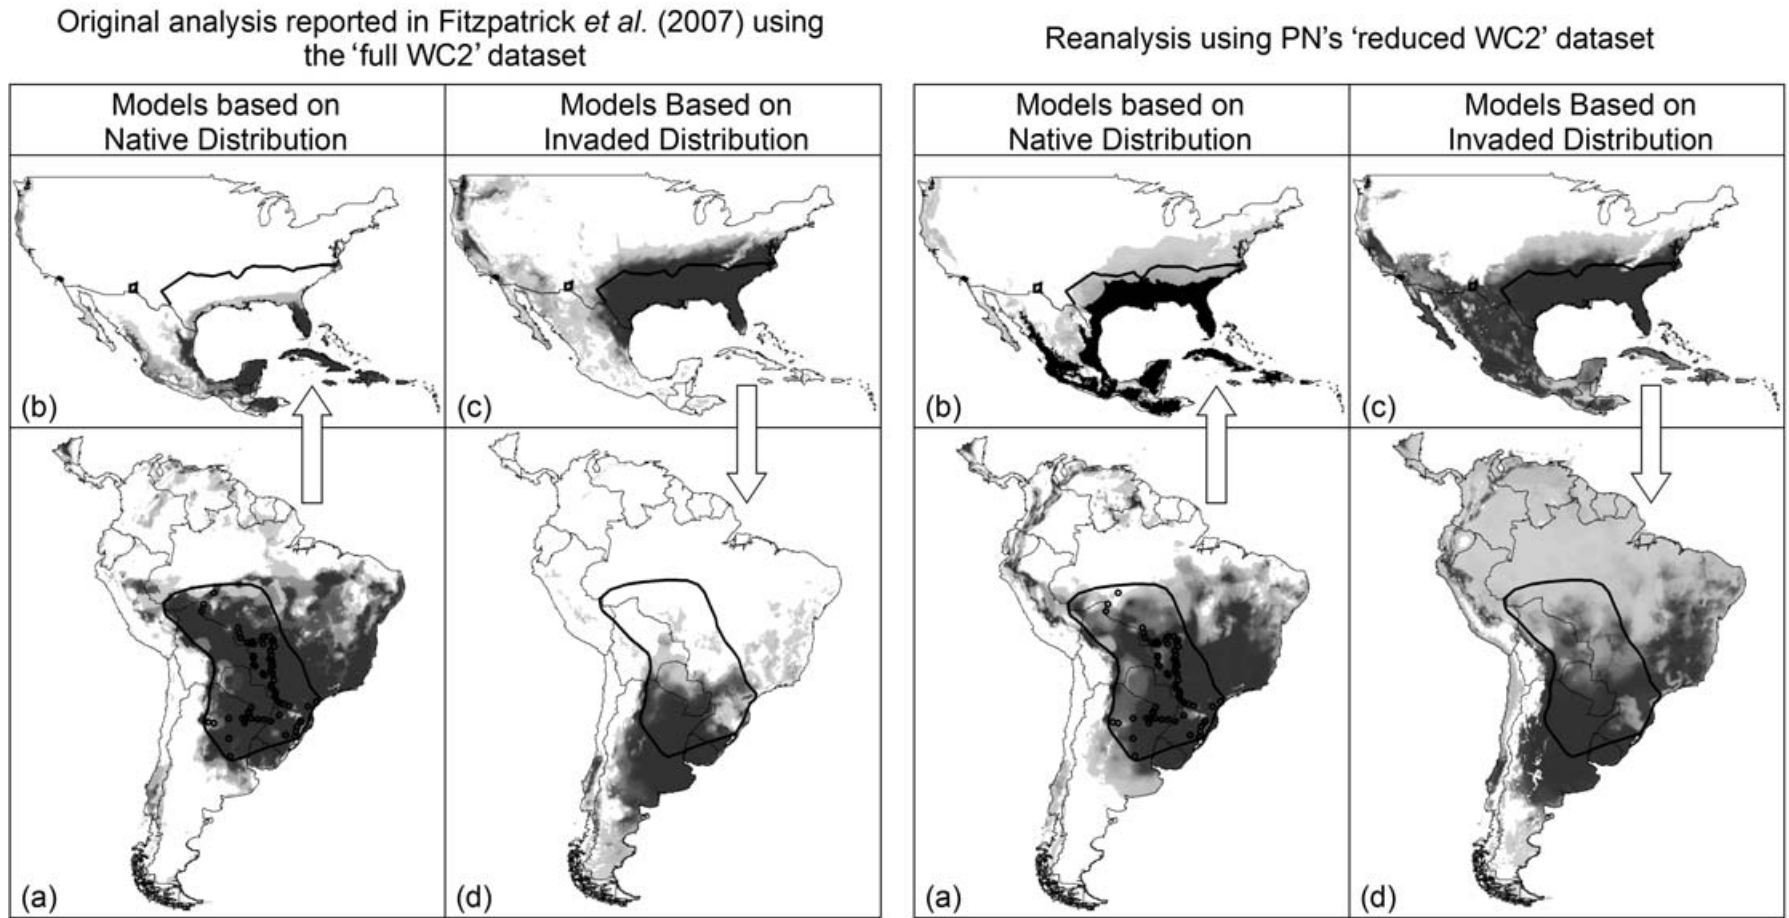 Original analysis reported in Fitzpatrick et al. (2007) using
the ‘full WC2’ dataset
Models based on
Native Distribution
Models Based on
Invaded Distribution
(b)
(c)
(a)
(d)
Reanalysis using PN’s ‘reduced WC2’ dataset
Models based on
Native Distribution
Models Based on
Invaded Distribution
(b)
(c)
(a)
(d)